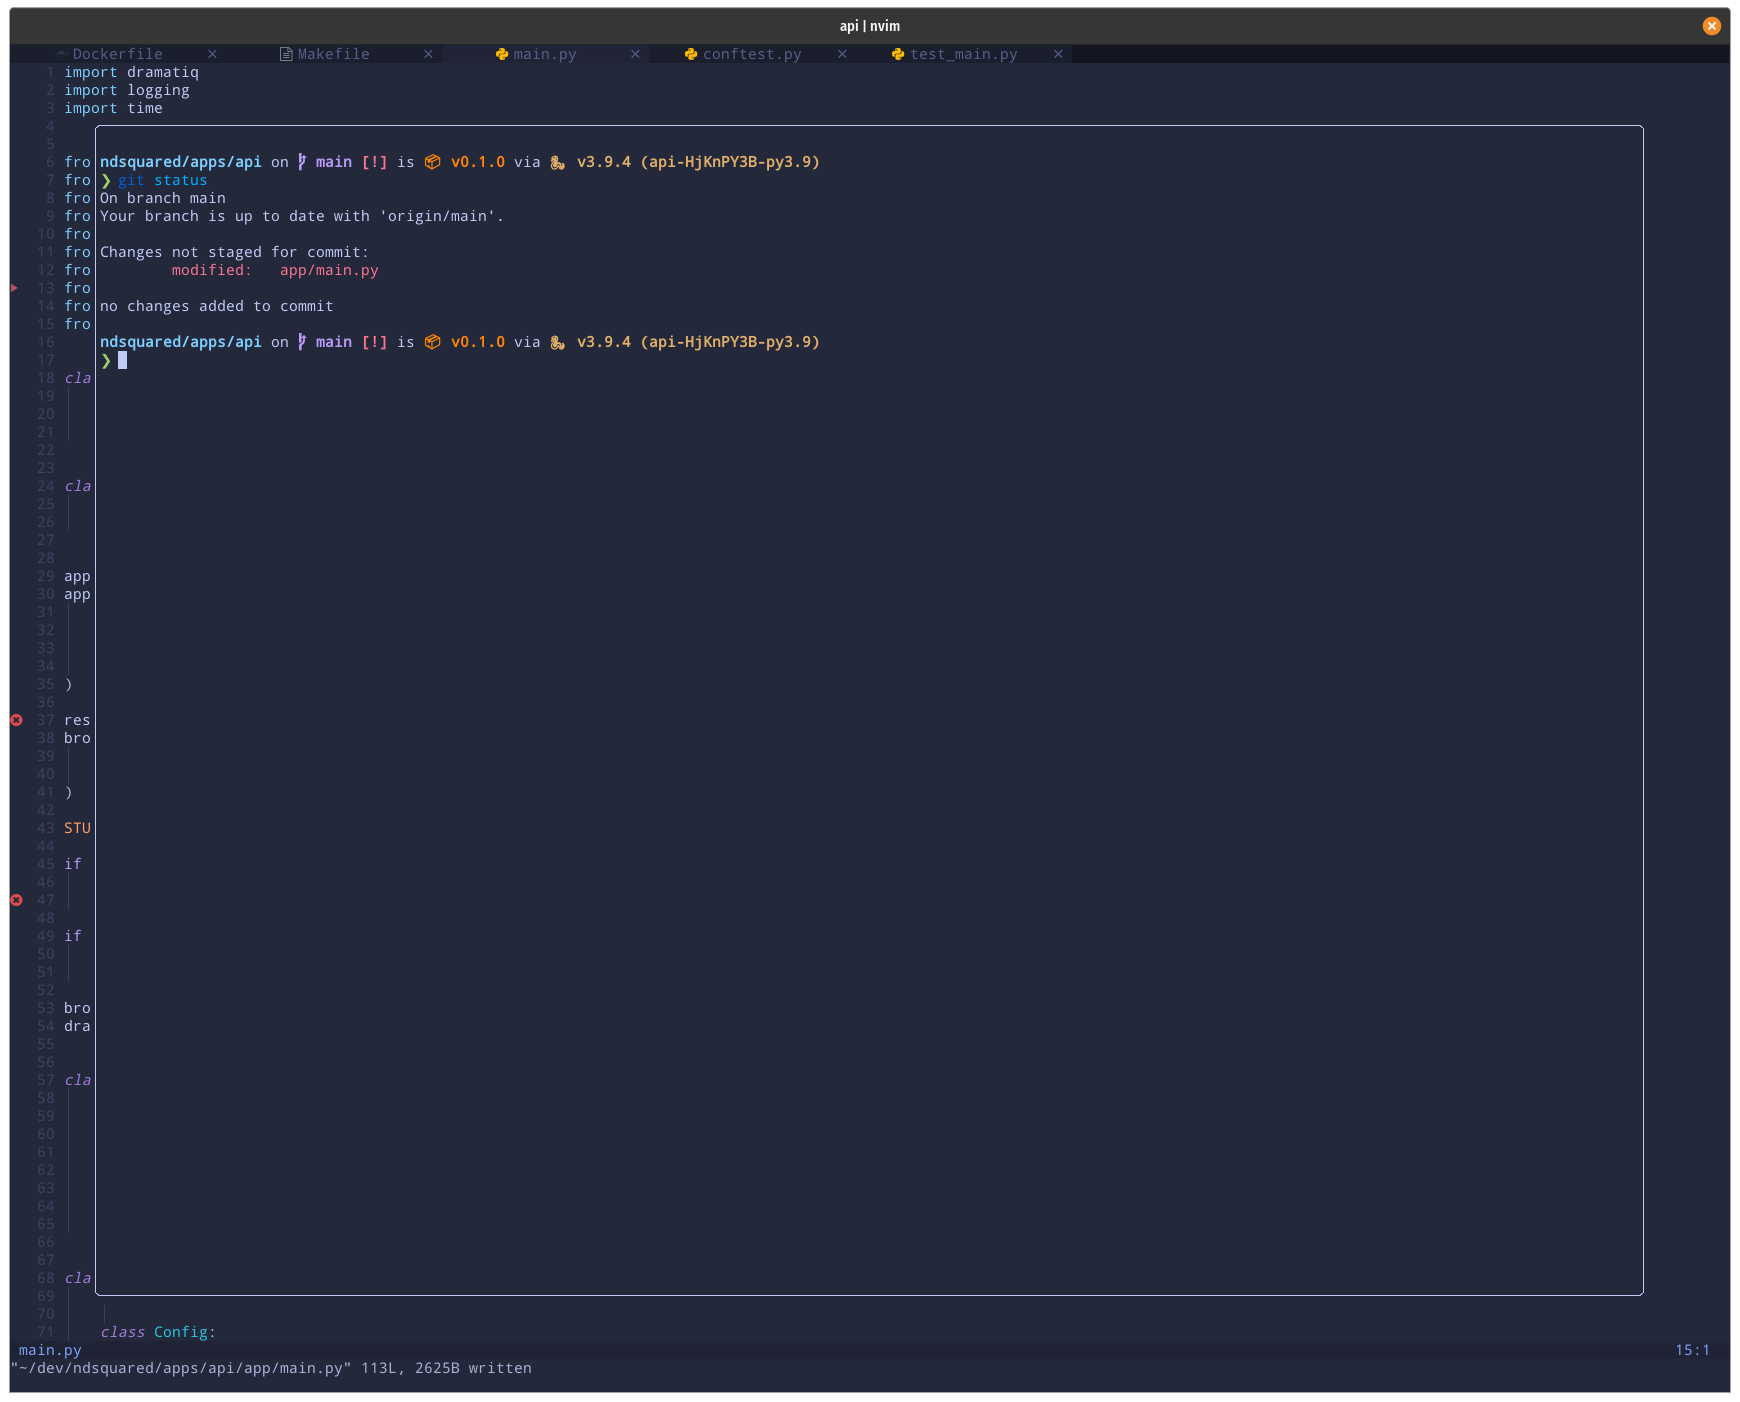 api | nvim
Dockerfile × Makefile × main.py × conftest.py × test_main.py ×
1 import dramatiq
2 import logging
3 import time
4
5
6 fro ndsquared/apps/api on main [!] is v0.1.0 via v3.9.4 (api-HjKnPY3B-py3.9)
7 fro ❯ git status
8 fro On branch main
9 fro Your branch is up to date with 'origin/main'.
10 fro
11 fro Changes not staged for commit:
12 fro modified: app/main.py
13 fro
14 fro no changes added to commit
15 fro
16 ndsquared/apps/api on main [!] is v0.1.0 via v3.9.4 (api-HjKnPY3B-py3.9)
17 ❯
18 cla
19
20
21
22
23
24 cla
25
26
27
28
29 app
30 app
31
32
33
34
35 )
36
37 res
38 bro
39
40
41 )
42
43 STU
44
45 if
46
47
48
49 if
50
51
52
53 bro
54 dra
55
56
57 cla
58
59
60
61
62
63
64
65
66
67
68 cla
69
70
71 class Config:
main.py 15:1
"~/dev/ndsquared/apps/api/app/main.py" 113L, 2625B written